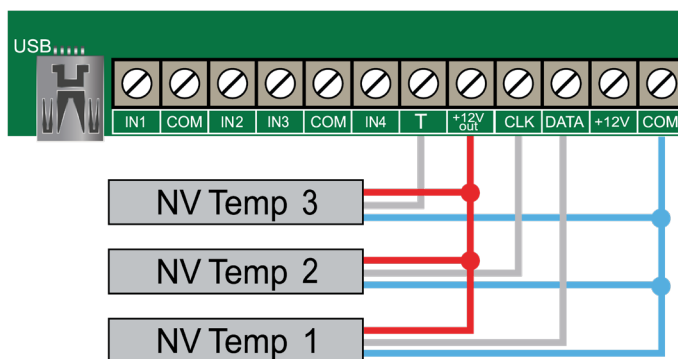 USB
IN1 COM IN2 IN3 COM IN4 T +12V out CLK DATA +12V COM
NV Temp 3
NV Temp 2
NV Temp 1